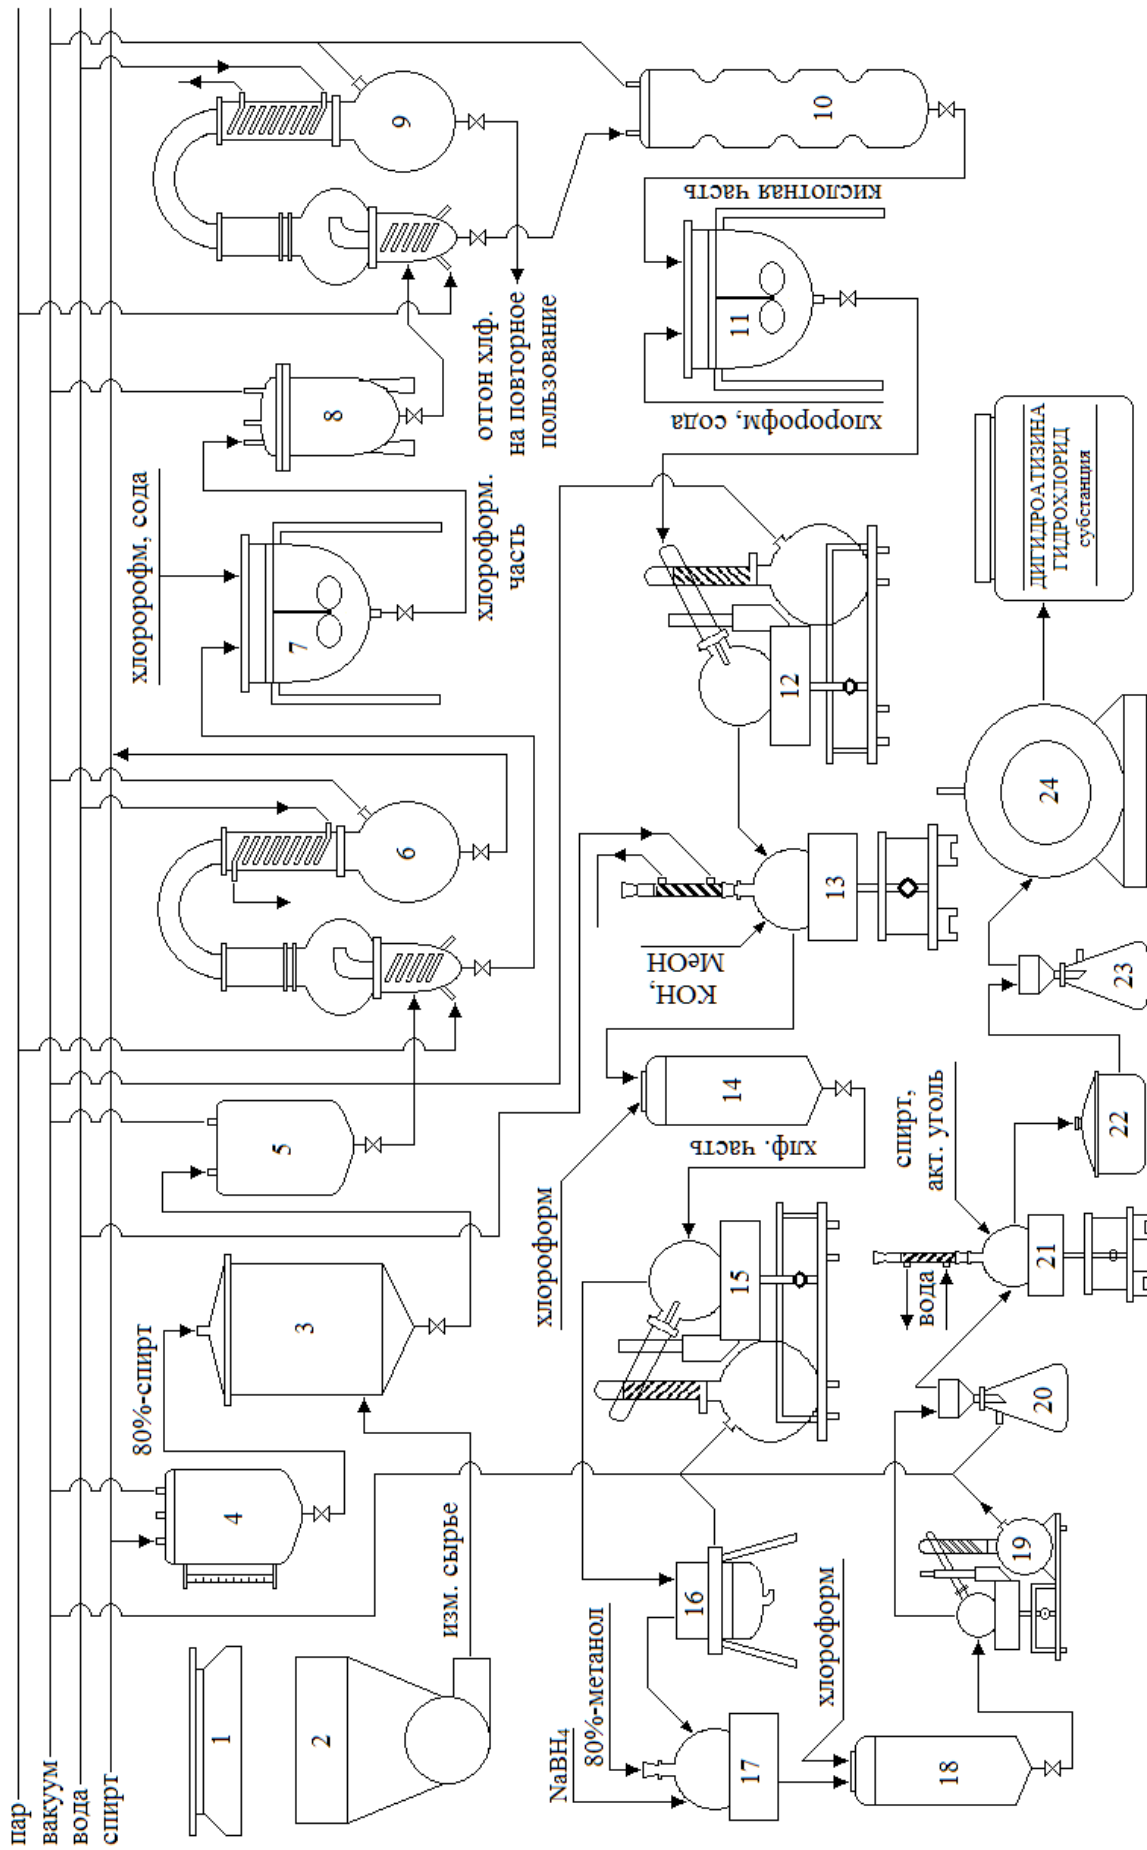 пар
вакуум
вода
спирт
1
2
изм. сырье
4
80%-спирт
3
5
6
7
хлорорфм, сода
хлороформ.
часть
8
9
отгон хлф.
на повторное
пользование
10
кислотная часть
11
хлорорфм, сода
12
13
КОН,
МеОН
14
хлф. часть
хлороформ
15
16
NaBH4
80%-метанол
17
хлороформ
18
19
20
вода
21
спирт,
акт. уголь
22
23
24
ДИГИДРОАТИЗИНА
ГИДРОХЛОРИД
субстанция